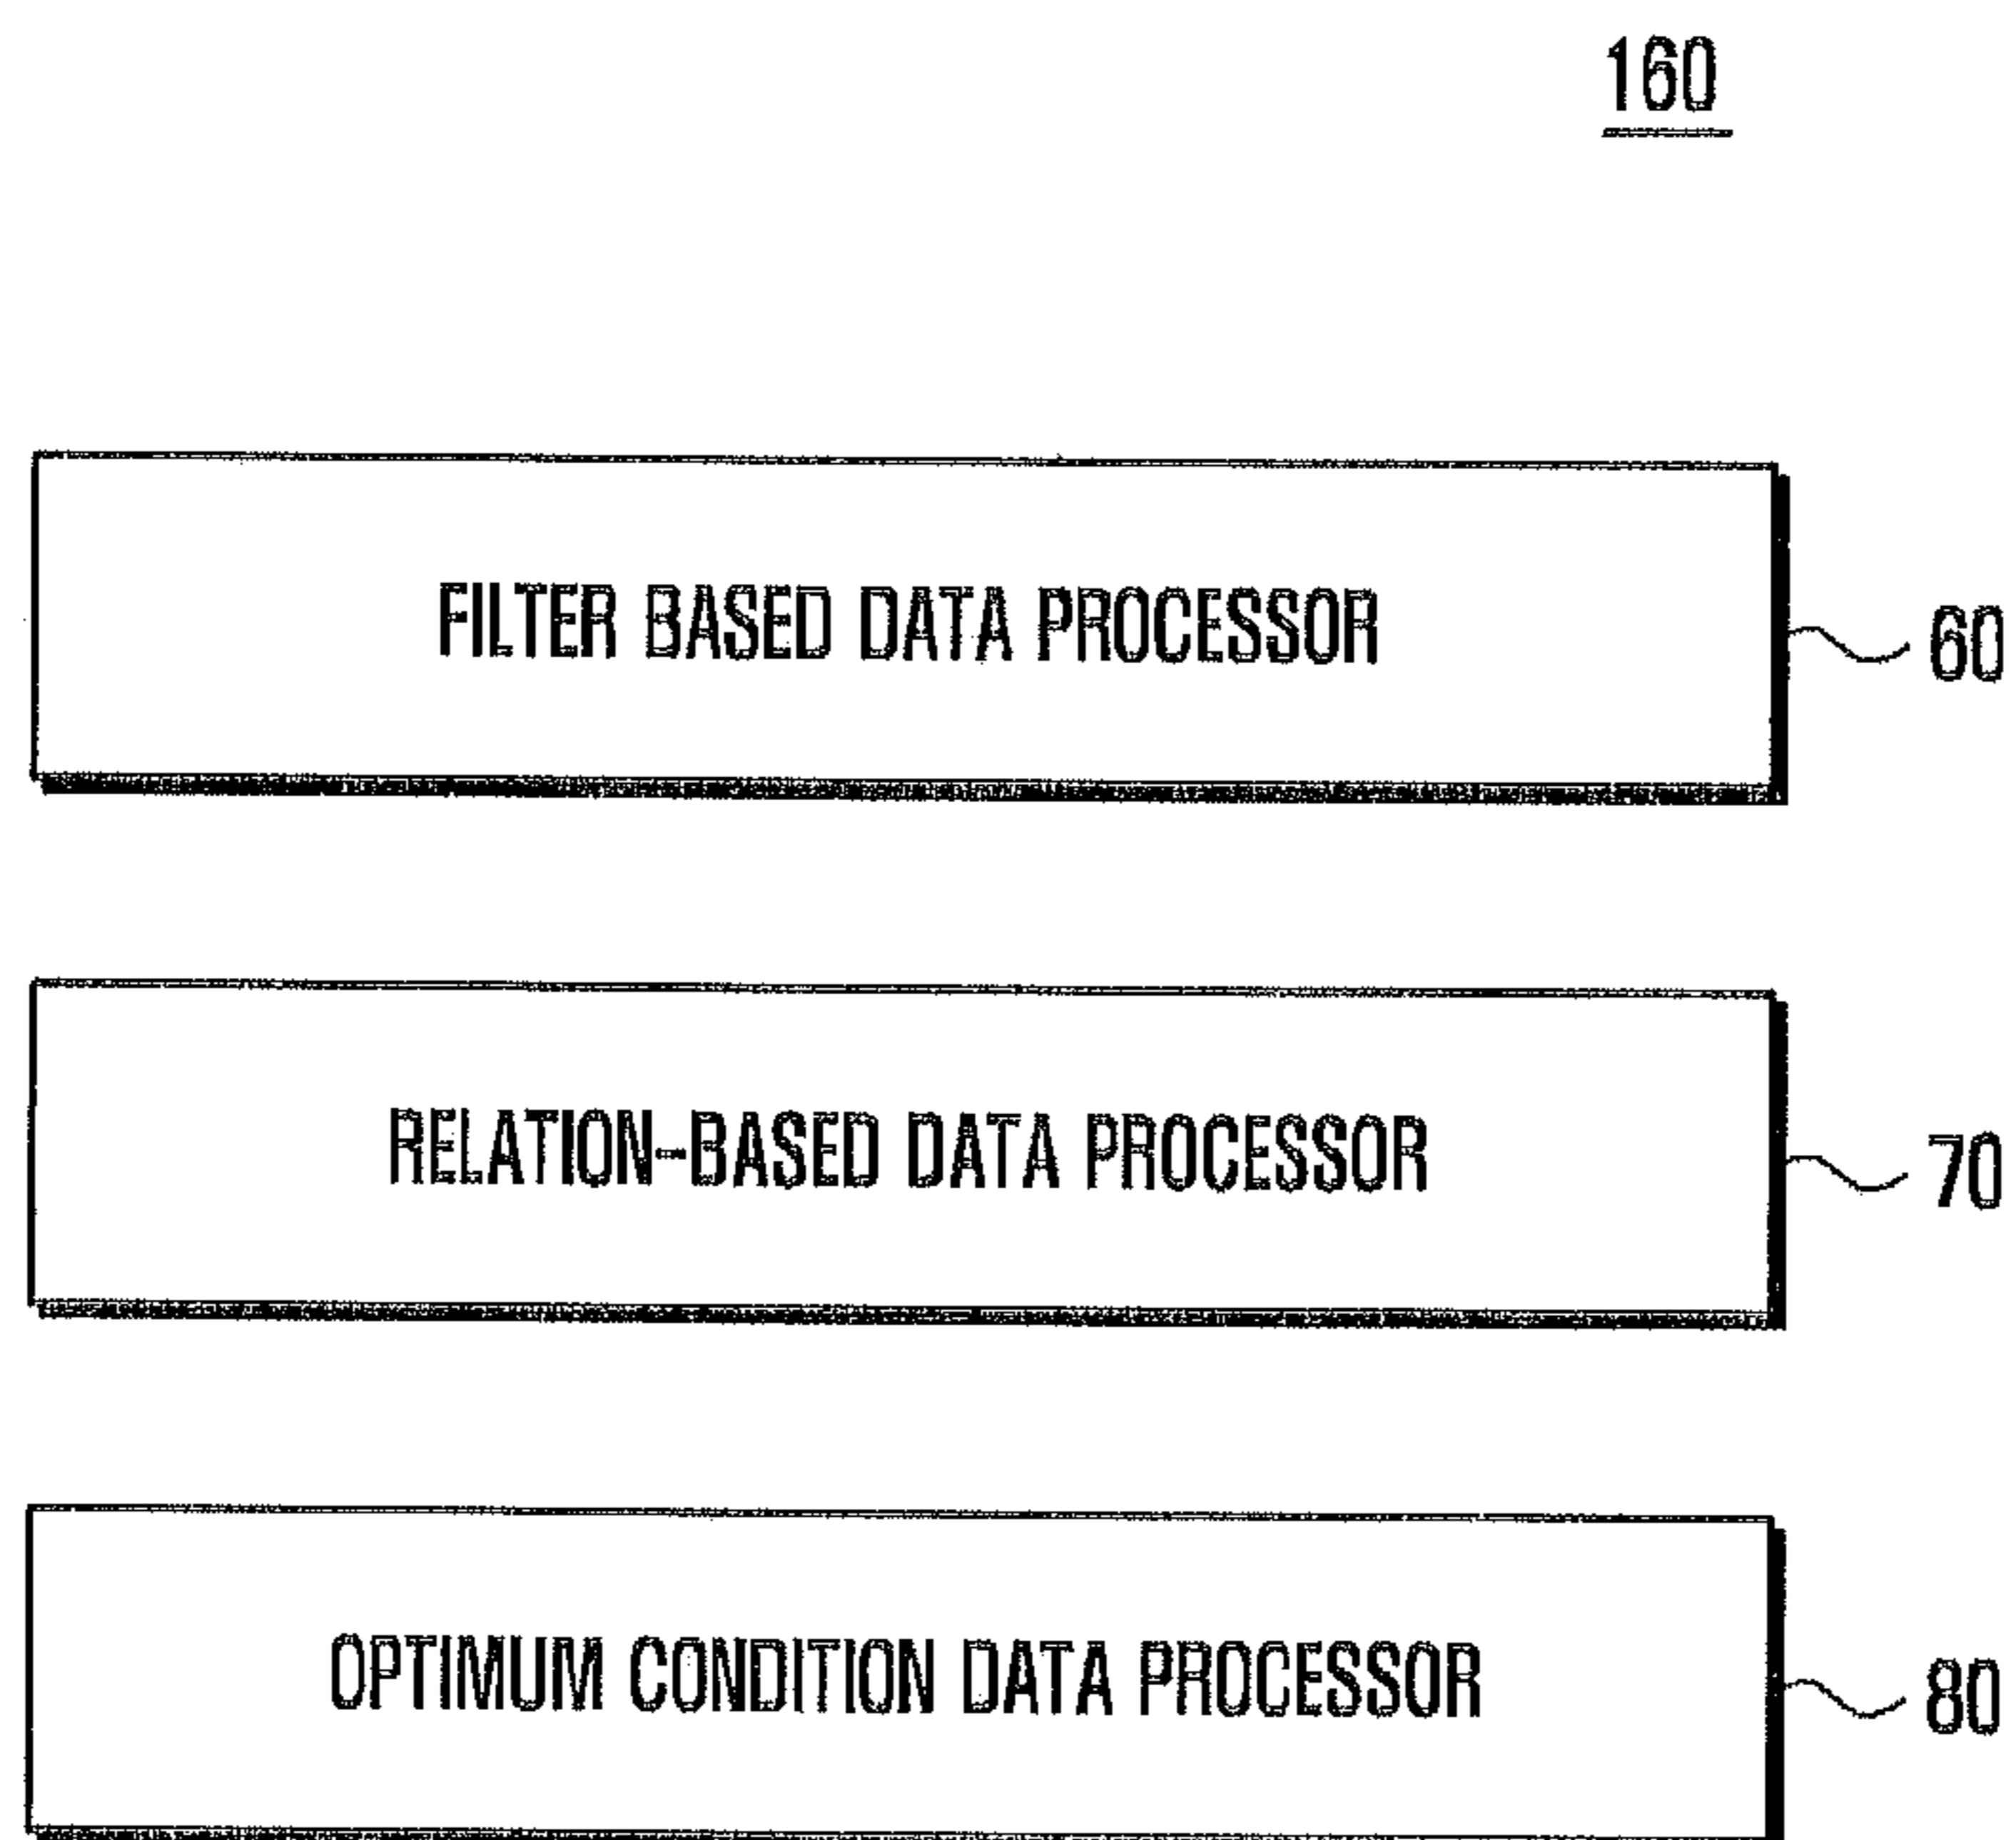 160
FILTER BASED DATA PROCESSOR
60
RELATION-BASED DATA PROCESSOR
70
OPTIMUM CONDITION DATA PROCESSOR
80